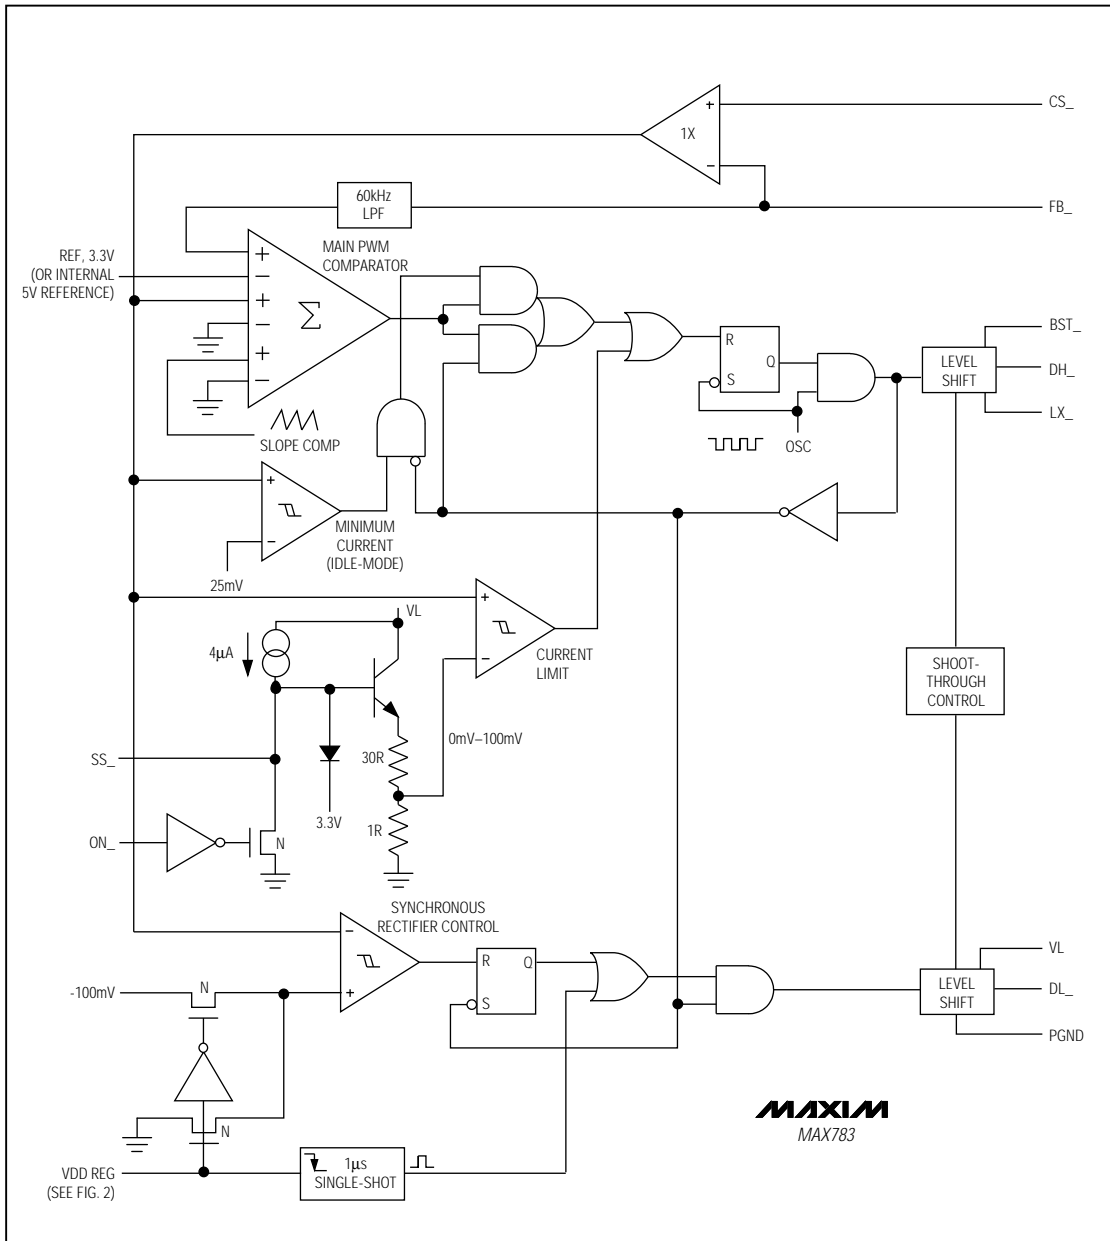 CS_
+
1X
−
60kHz
LPF
FB_
MAIN PWM
COMPARATOR
REF, 3.3V
(OR INTERNAL
5V REFERENCE)
+
−
+
−
+
−
Σ
BST_
R
Q
S
LEVEL
SHIFT
DH_
LX_
OSC
SLOPE COMP
+
−
MINIMUM
CURRENT
(IDLE-MODE)
25mV
+
−
CURRENT
LIMIT
VL
4µA
SHOOT-
THROUGH
CONTROL
0mV–100mV
30R
SS_
3.3V
1R
ON_
N
SYNCHRONOUS
RECTIFIER CONTROL
−
+
R
Q
S
VL
LEVEL
SHIFT
DL_
PGND
-100mV
N
N
MAXIM
MAX783
VDD REG
(SEE FIG. 2)
1µs
SINGLE-SHOT